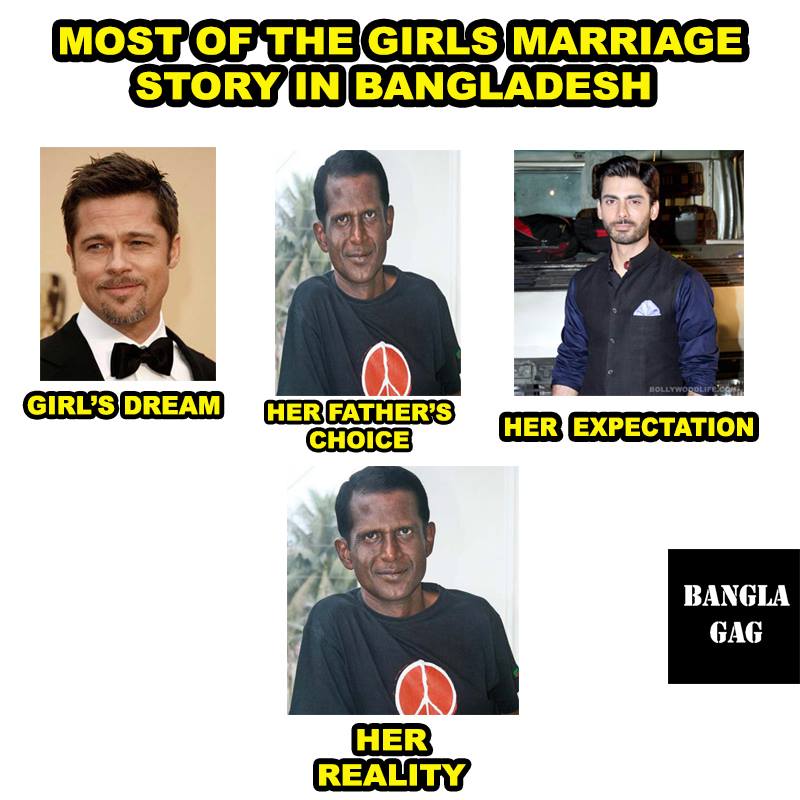 MOST OF THE GIRLS MARRIAGE
STORY IN BANGLADESH
GIRL'S DREAM
HER FATHER'S
CHOICE
BOLLYWOODLIFE.COM
HER EXPECTATION
BANGLA
GAG
HER
REALITY